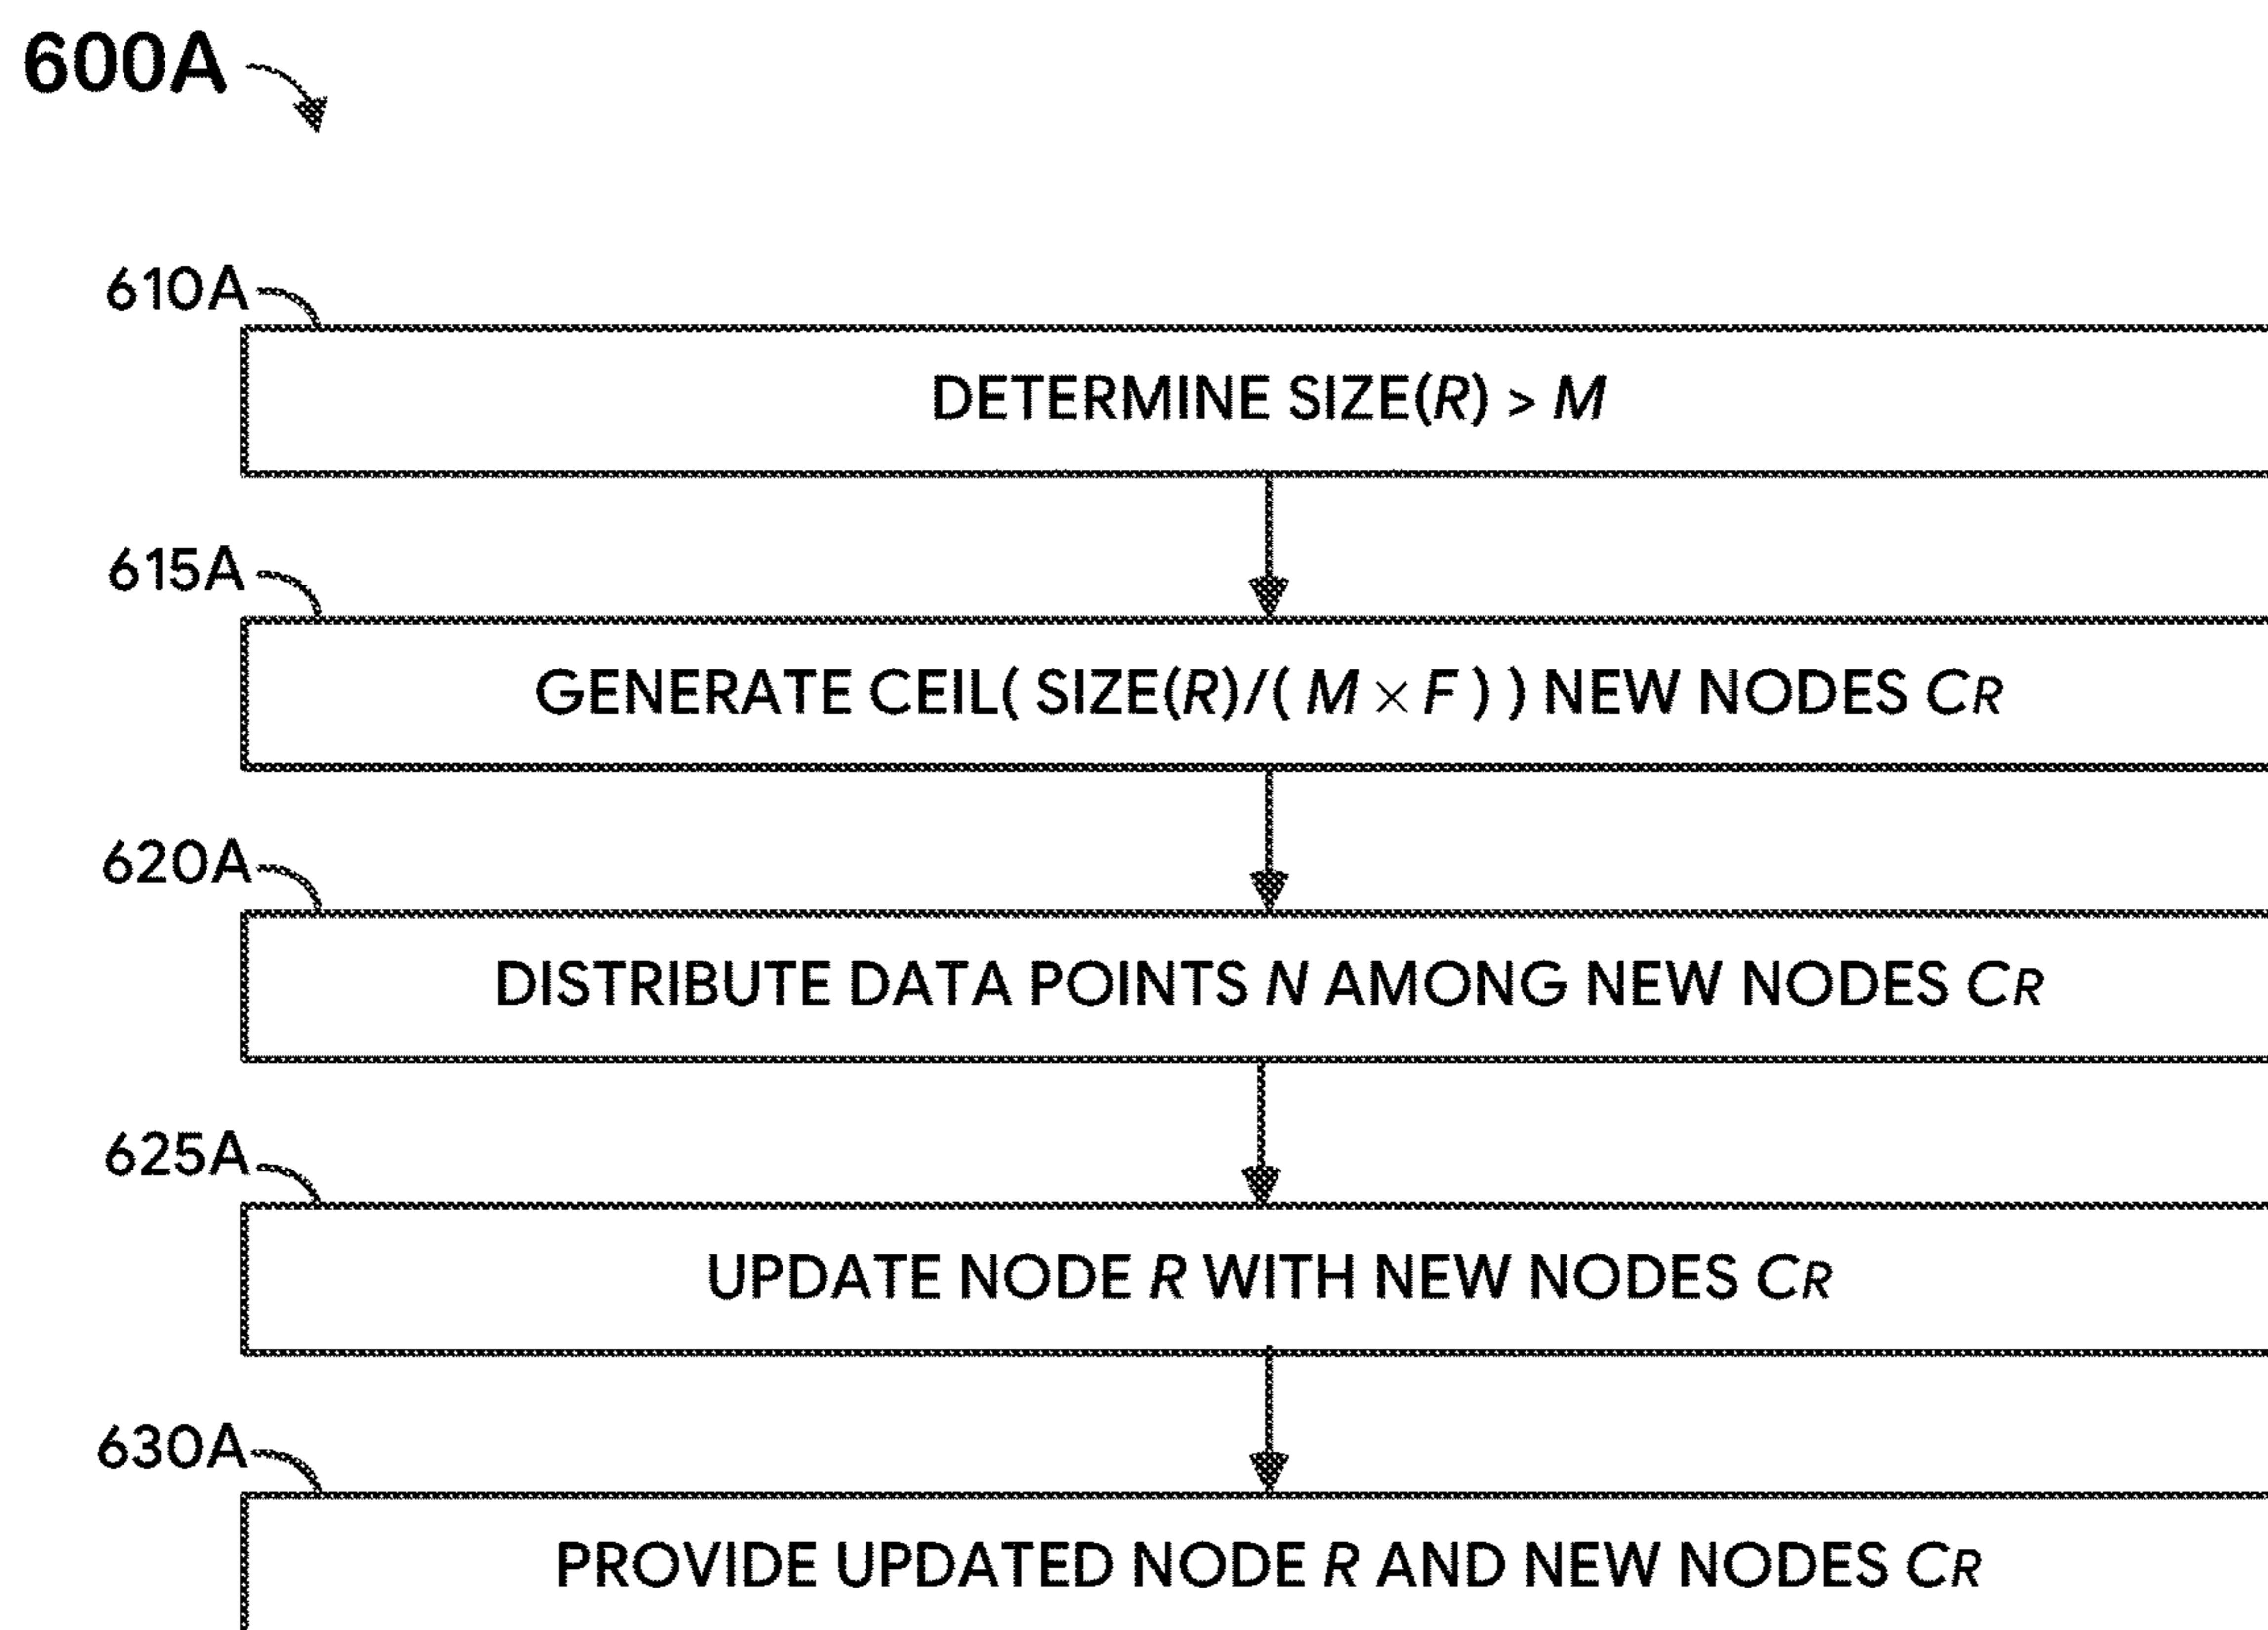 600A
610A
DETERMINE SIZE(R) > M
615A
GENERATE CEIL( SIZE(R)/( M × F ) ) NEW NODES CR
620A
DISTRIBUTE DATA POINTS N AMONG NEW NODES CR
625A
UPDATE NODE R WITH NEW NODES CR
630A
PROVIDE UPDATED NODE R AND NEW NODES CR